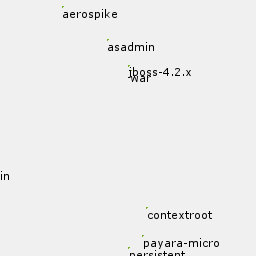 aerospike
asadmin
jboss-4.2.x
war
in
contextroot
payara-micro
persistent